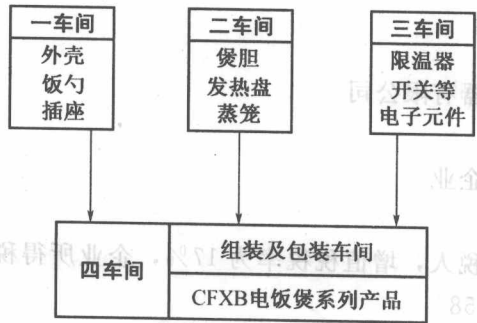 一车间
外壳
饭勺
插座
二车间
煲胆
发热盘
蒸笼
三车间
限温器
开关等
电子元件
四车间
组装及包装车间
CFXB电饭煲系列产品